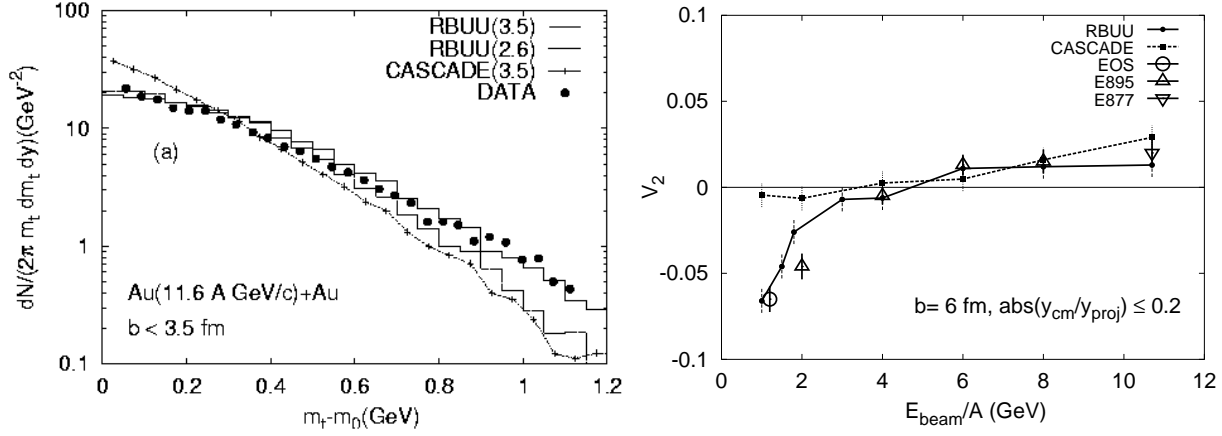 100
10
1
0.1
dN/(2π m_t dm_t dy)(GeV^-2)
RBUU(3.5)
RBUU(2.6)
CASCADE(3.5)
DATA
(a)
Au(11.6 A GeV/c)+Au
b < 3.5 fm
0 0.2 0.4 0.6 0.8 1 1.2
m_t-m_0(GeV)
0.1
0.05
0
-0.05
-0.1
V_2
RBUU
CASCADE
EOS
E895
E877
b= 6 fm, abs(y_cm/y_proj) ≤ 0.2
0 2 4 6 8 10 12
E_beam/A (GeV)